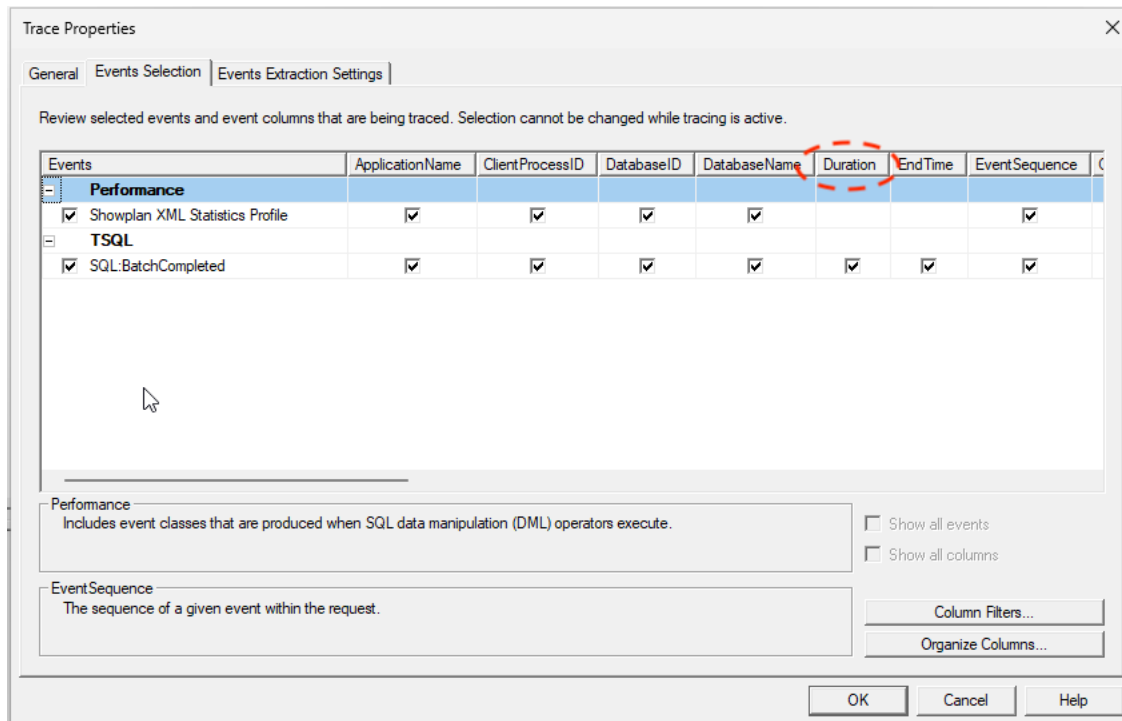 Trace Properties
General Events Selection Events Extraction Settings
Review selected events and event columns that are being traced. Selection cannot be changed while tracing is active.
Events ApplicationName ClientProcessID DatabaseID DatabaseName Duration EndTime EventSequence
Performance
Showplan XML Statistics Profile
TSQL
SQL:BatchCompleted
Performance
Includes event classes that are produced when SQL data manipulation (DML) operators execute.
Show all events
Show all columns
EventSequence
The sequence of a given event within the request.
Column Filters...
Organize Columns...
OK Cancel Help